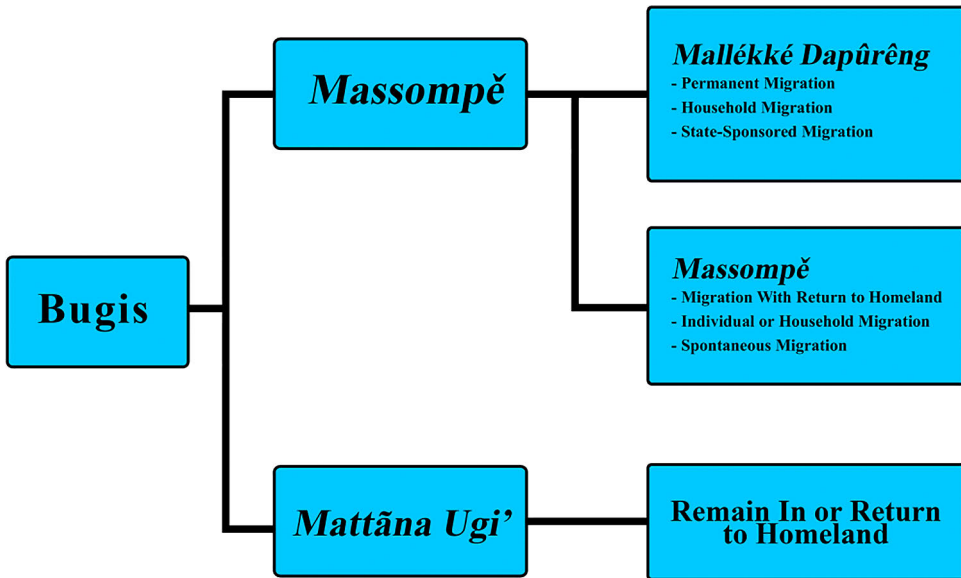 Bugis
Massompě
Mallékké Dapûrêng
- Permanent Migration
- Household Migration
- State-Sponsored Migration
Massompě
- Migration With Return to Homeland
- Individual or Household Migration
- Spontaneous Migration
Mattãna Ugi’
Remain In or Return
to Homeland